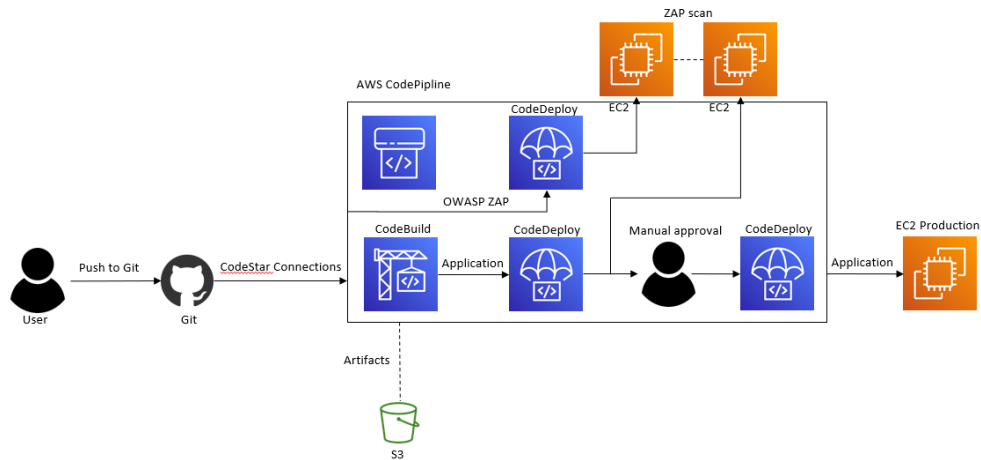 ZAP scan
AWS CodePipline
EC2
EC2
CodeDeploy
</>
</>
OWASP ZAP
CodeBuild
CodeDeploy
Manual approval
CodeDeploy
EC2 Production
Push to Git
CodeStar Connections
</>
Application
</>
</>
Application
User
Git
Artifacts
S3